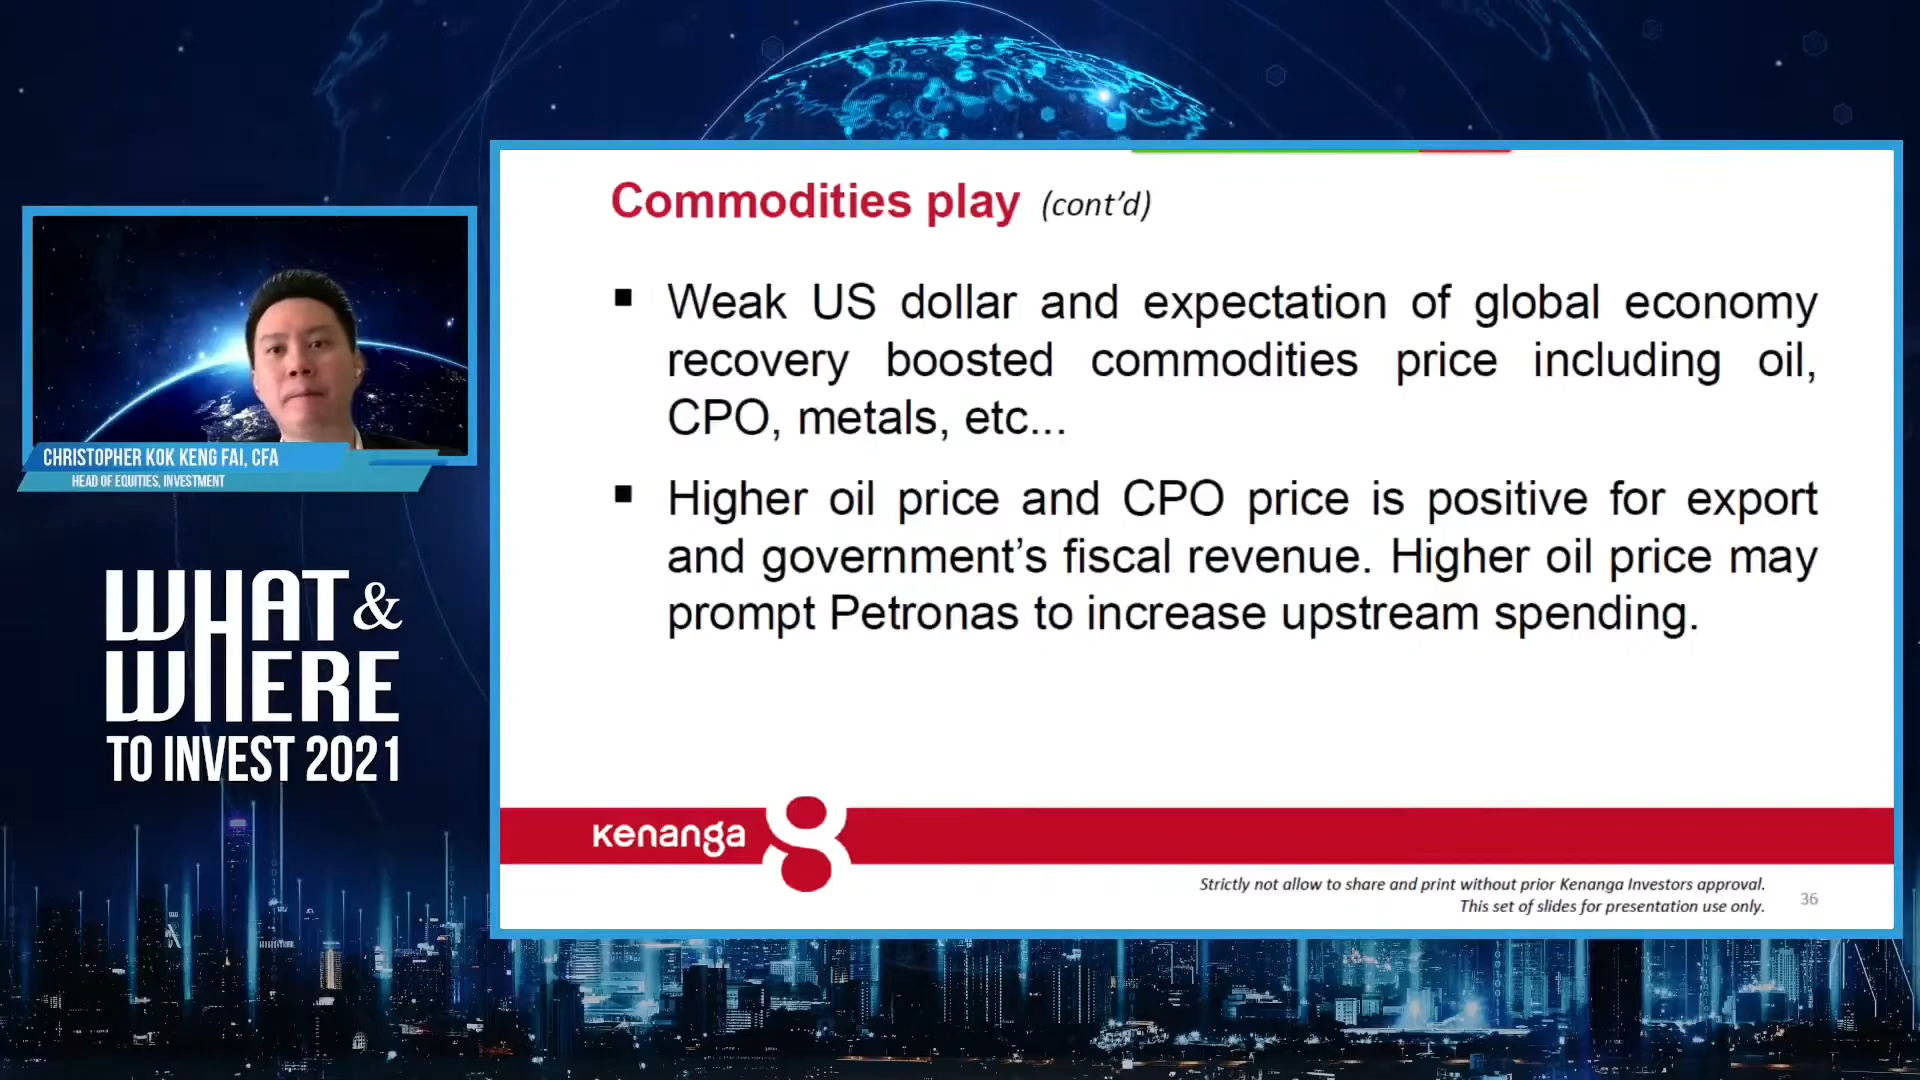 CHRISTOPHER KOK KENG FAI, CFA
HEAD OF EQUITIES, INVESTMENT
WHAT &
WHERE
TO INVEST 2021
Commodities play (cont’d)
▪ Weak US dollar and expectation of global economy
recovery boosted commodities price including oil,
CPO, metals, etc...
▪ Higher oil price and CPO price is positive for export
and government’s fiscal revenue. Higher oil price may
prompt Petronas to increase upstream spending.
kenanga
Strictly not allow to share and print without prior Kenanga Investors approval.
This set of slides for presentation use only.
36